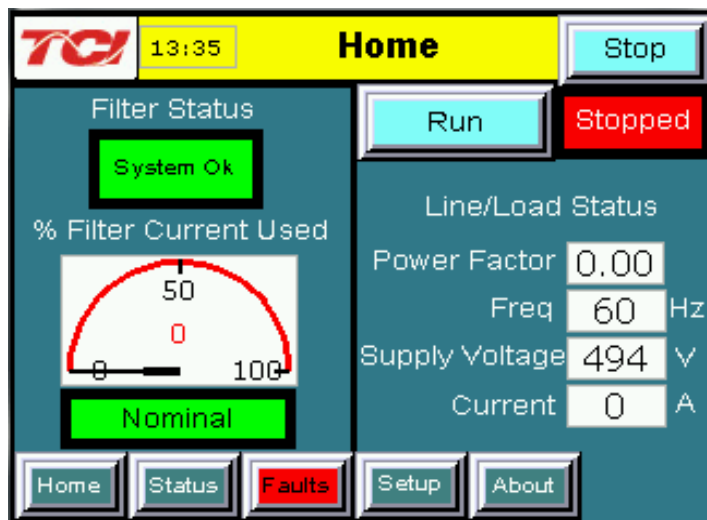 TCI
13:35
Home
Stop
Filter Status
System Ok
% Filter Current Used
50
0
0
100
Nominal
Run
Stopped
Line/Load Status
Power Factor 0.00
Freq 60 Hz
Supply Voltage 494 V
Current 0 A
Home
Status
Faults
Setup
About